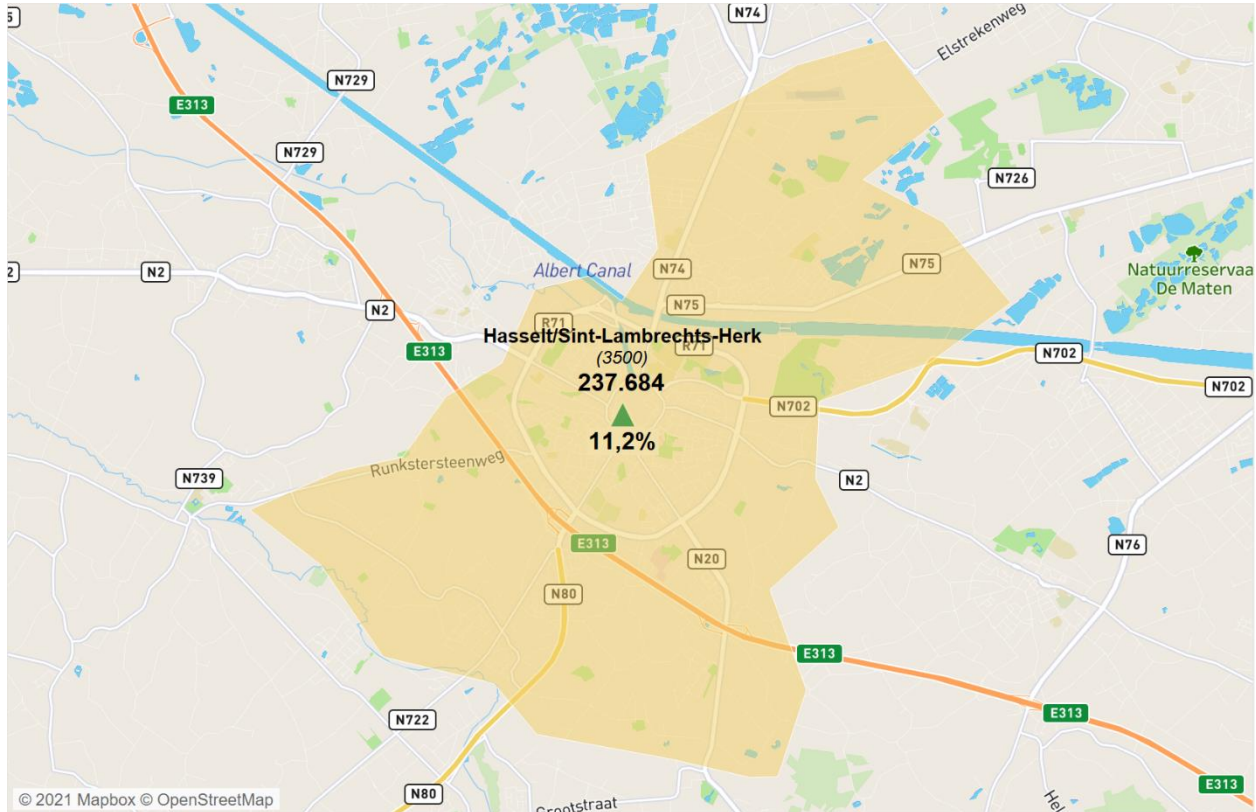 5
N74
Elstrekenweg
N729
E313
N729
N726
Natuurreservaa
De Maten
N75
Albert Canal
N74
2
N2
N75
N2
R71
Hasselt/Sint-Lambrechts-Herk
R71
E313
(3500)
N702
237.684
N702
N702
11,2%
Runkstersteenweg
N739
N2
E313
N76
N20
N80
E313
E313
N722
N80
© 2021 Mapbox © OpenStreetMap
Grootstraat